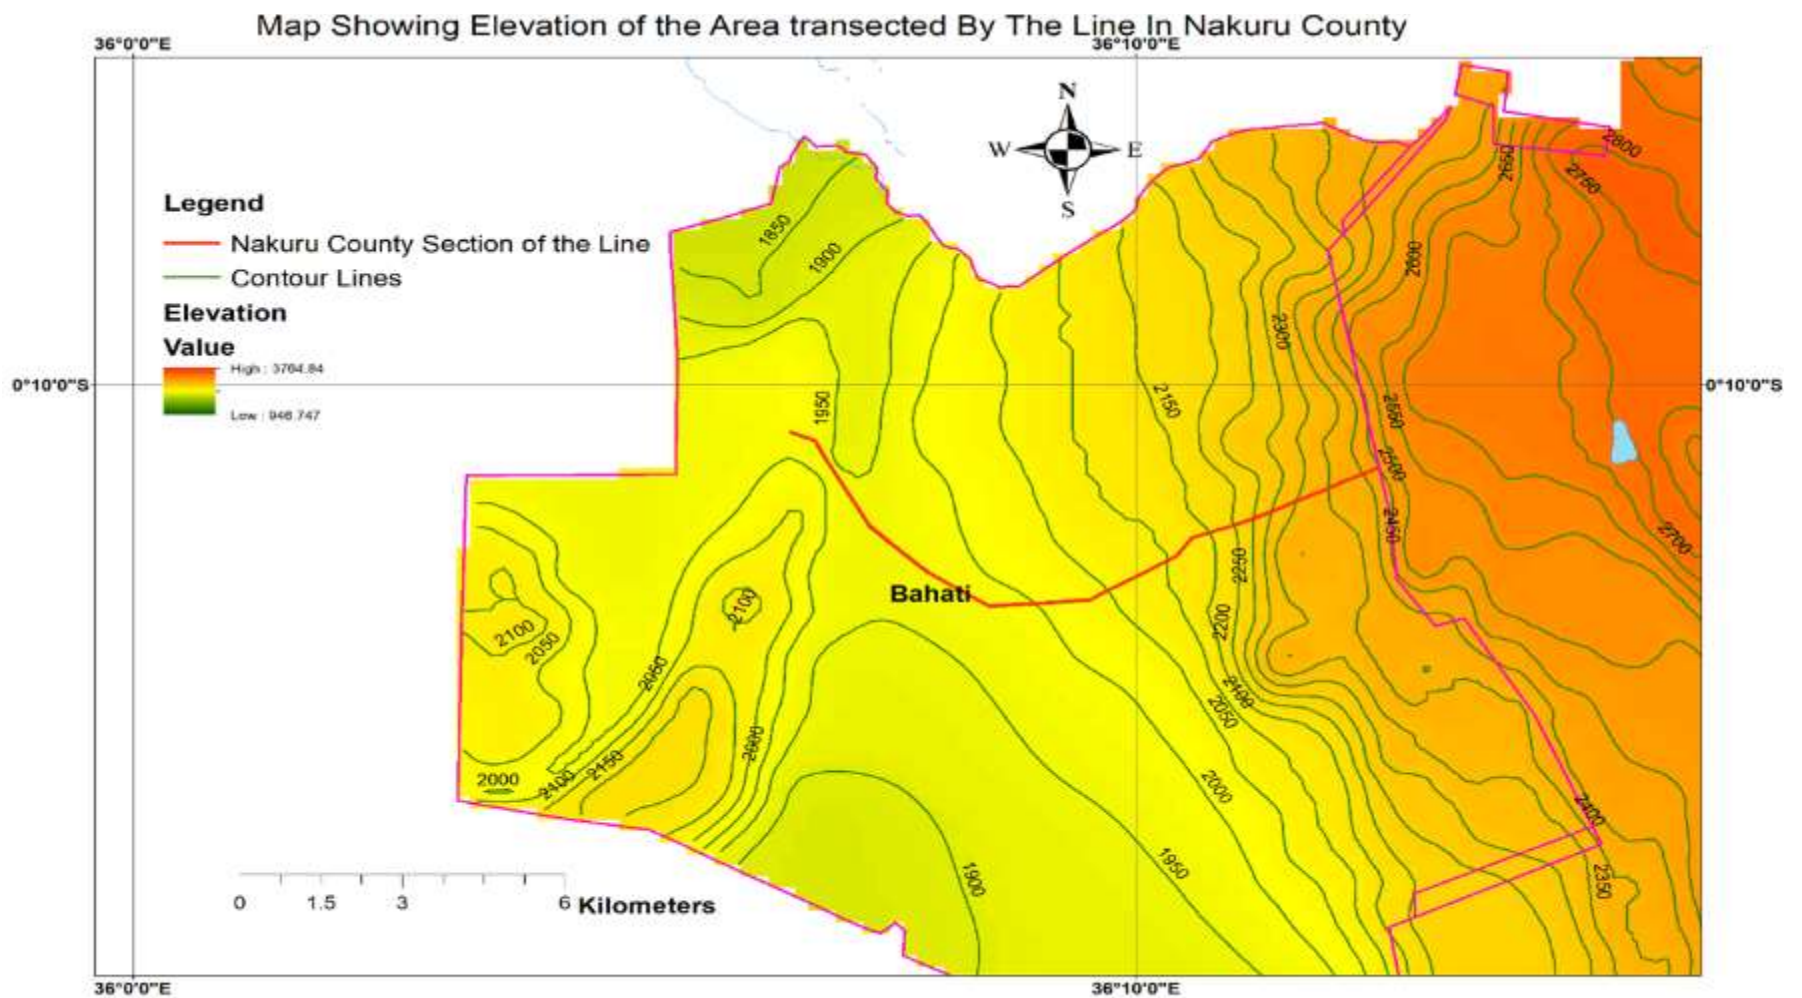 Map Showing Elevation of the Area transected By The Line In Nakuru County
36°0'0"E
36°10'0"E
N
W
E
S
2800
2650
2750
Legend
Nakuru County Section of the Line
Contour Lines
Elevation
Value
High : 3764.84
Low : 946.747
1850
1900
2600
2300
0°10'0"S
0°10'0"S
1950
2150
2550
2500
2450
2700
2250
Bahati
2100
2100
2050
2200
2050
2100
2050
2000
2000
2100
2150
2000
2400
1900
1950
2350
0
1.5
3
6
Kilometers
36°0'0"E
36°10'0"E